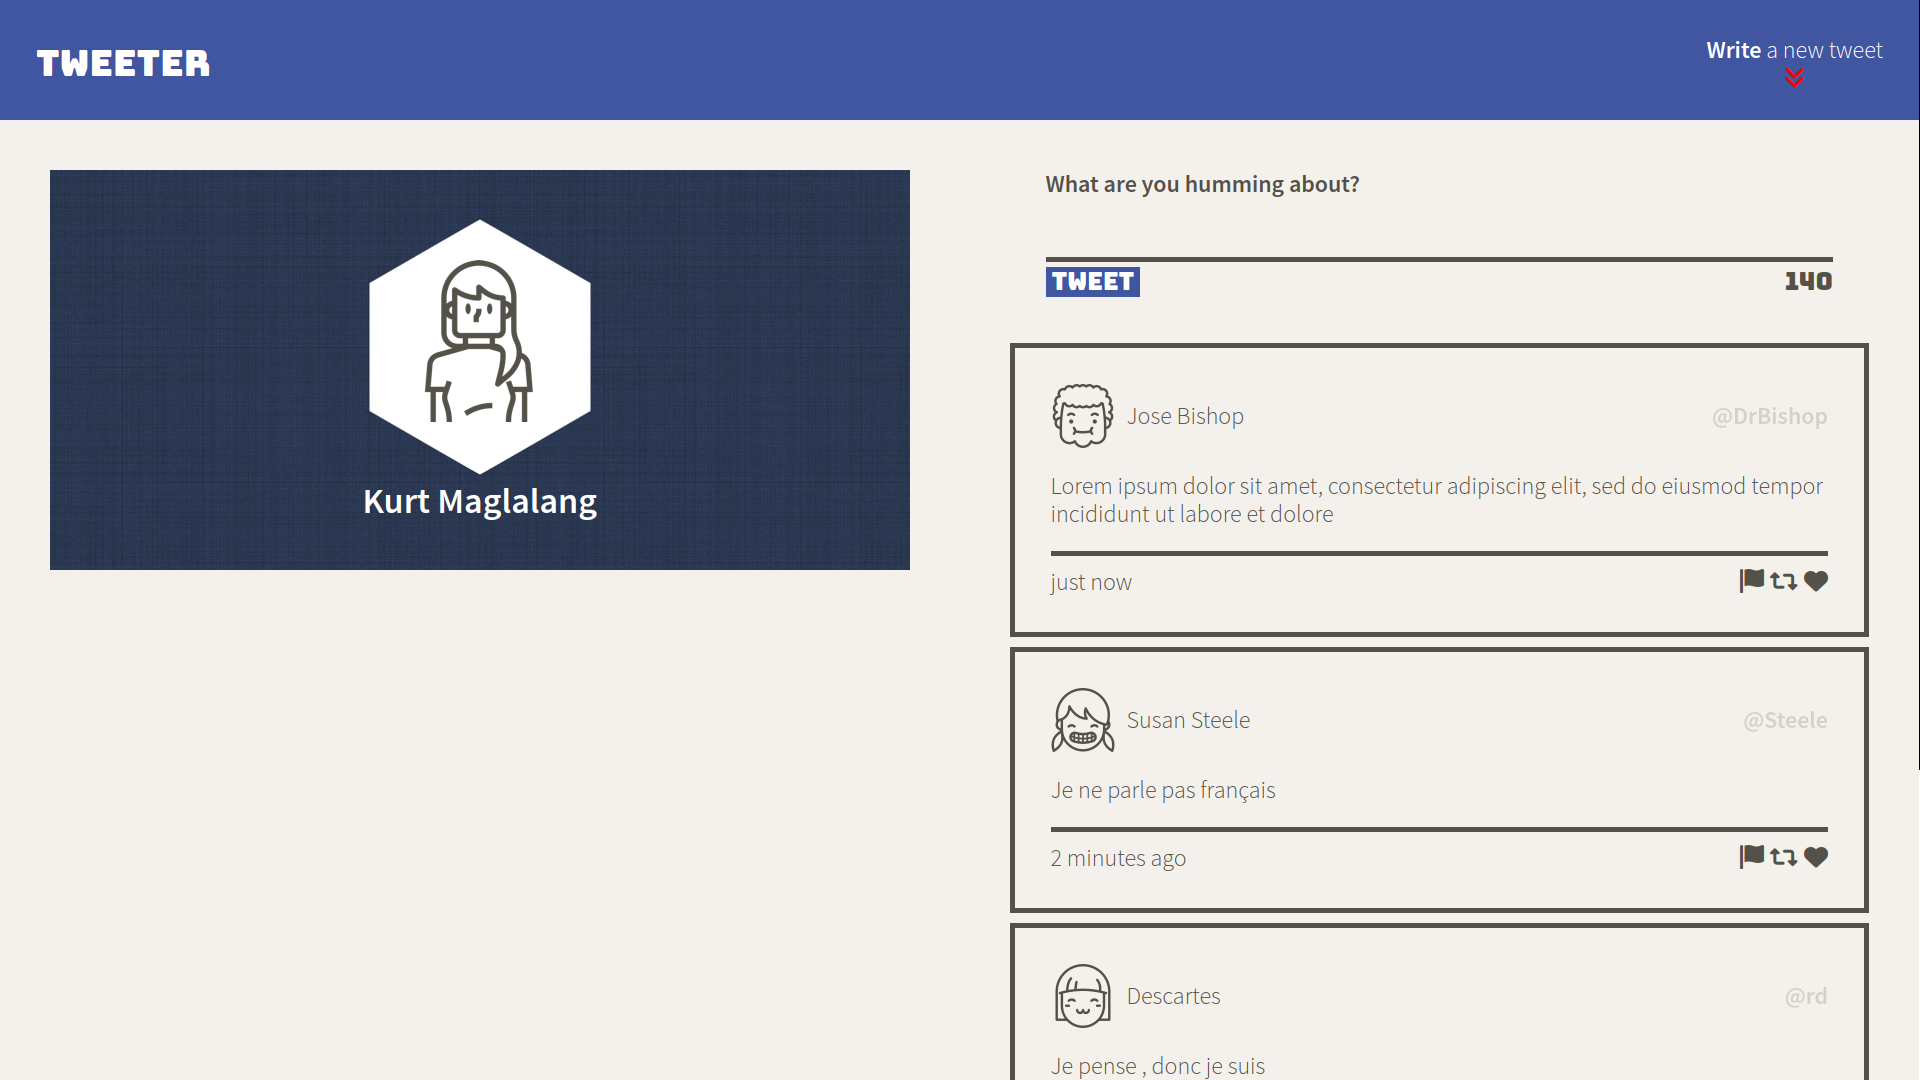 TWEETER
Write a new tweet
Kurt Maglalang
What are you humming about?
TWEET
140
Jose Bishop
@DrBishop
Lorem ipsum dolor sit amet, consectetur adipiscing elit, sed do eiusmod tempor
incididunt ut labore et dolore
just now
Susan Steele
@Steele
Je ne parle pas français
2 minutes ago
Descartes
@rd
Je pense , donc je suis